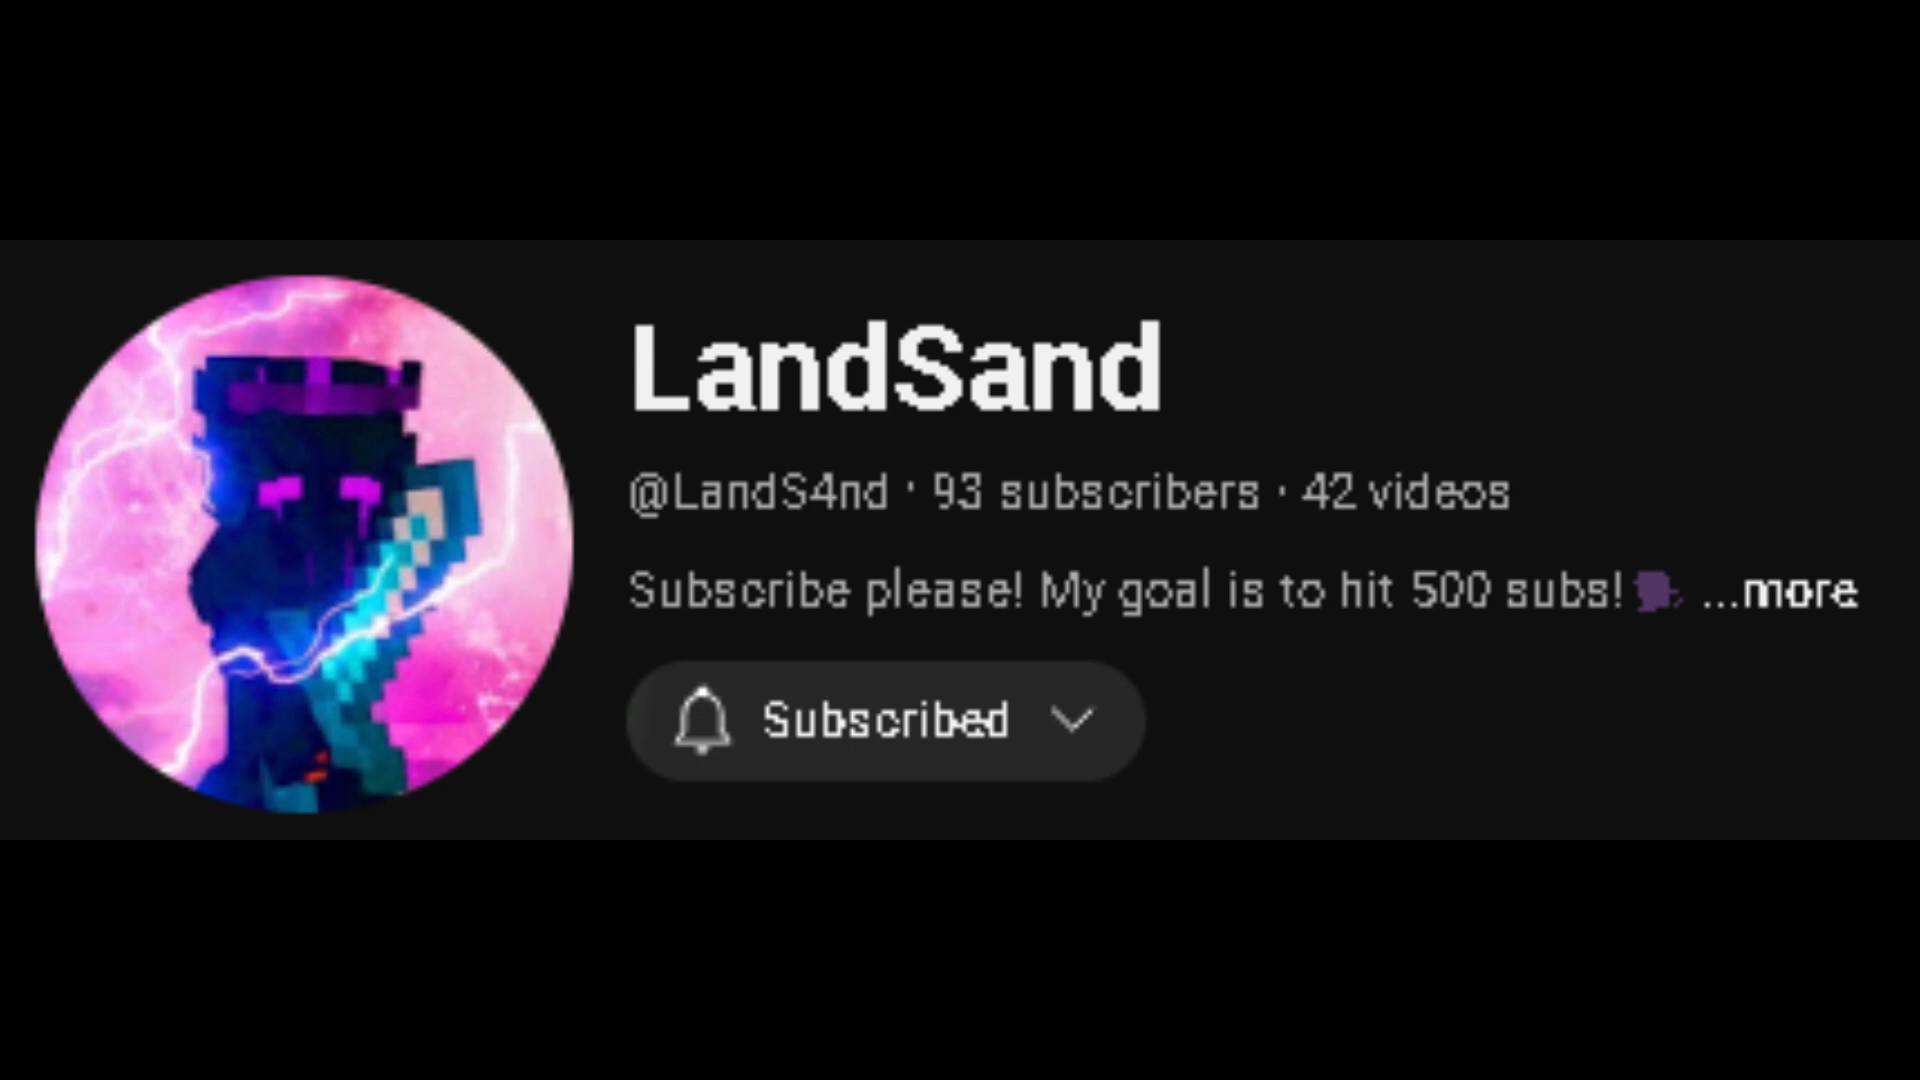 LandSand
@LandS4nd · 93 subscribers · 42 videos
Subscribe please! My goal is to hit 500 subs! 🗣 ...more
Subscribed